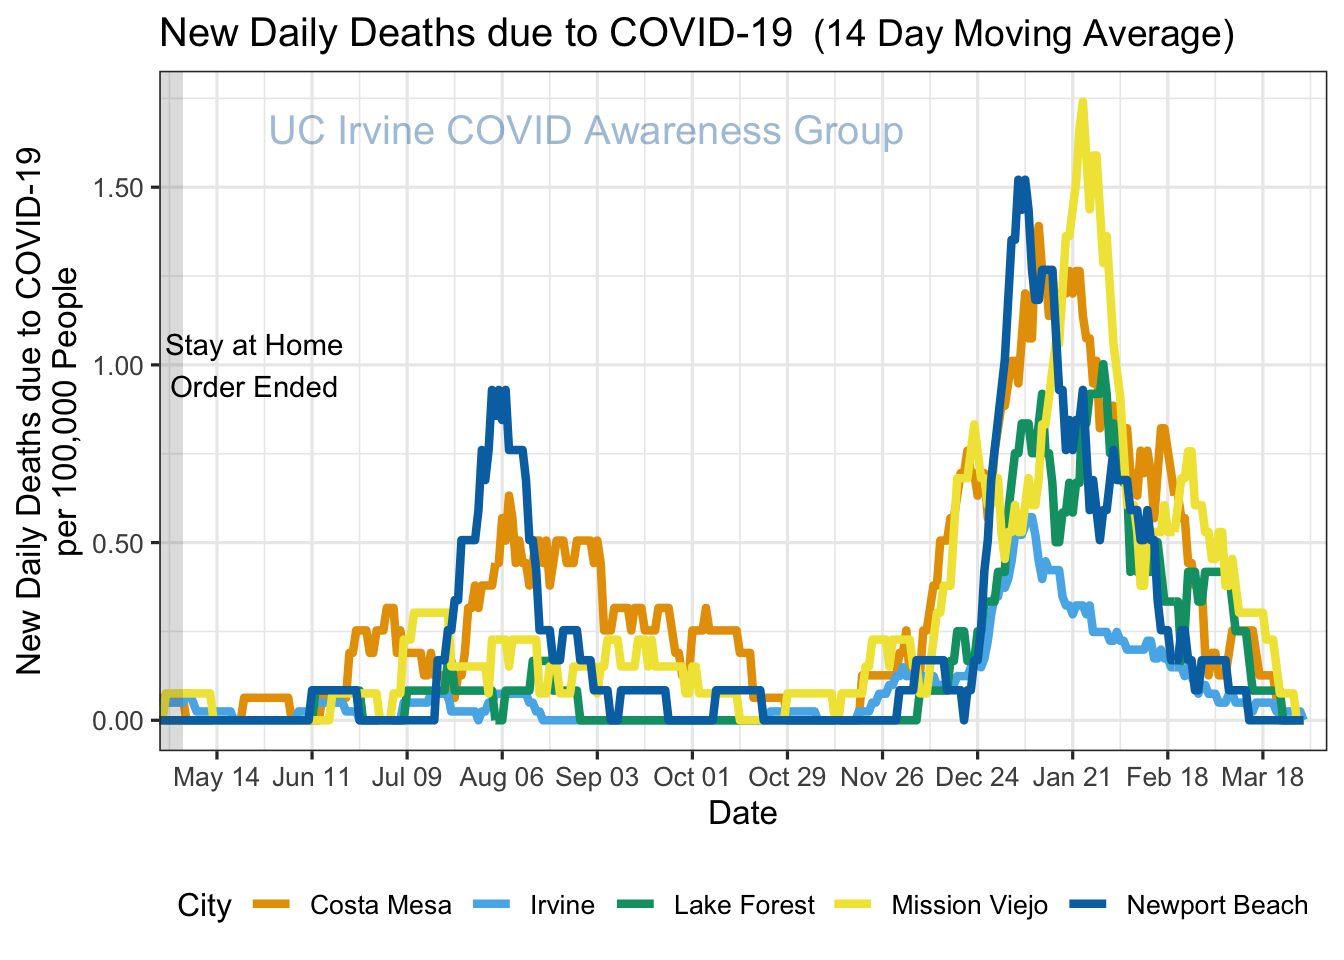 New Daily Deaths due to COVID-19 (14 Day Moving Average)
UC Irvine COVID Awareness Group
New Daily Deaths due to COVID-19
per 100,000 People
1.50
1.00
0.50
0.00
Stay at Home
Order Ended
May 14 Jun 11 Jul 09 Aug 06 Sep 03 Oct 01 Oct 29 Nov 26 Dec 24 Jan 21 Feb 18 Mar 18
Date
City Costa Mesa Irvine Lake Forest Mission Viejo Newport Beach